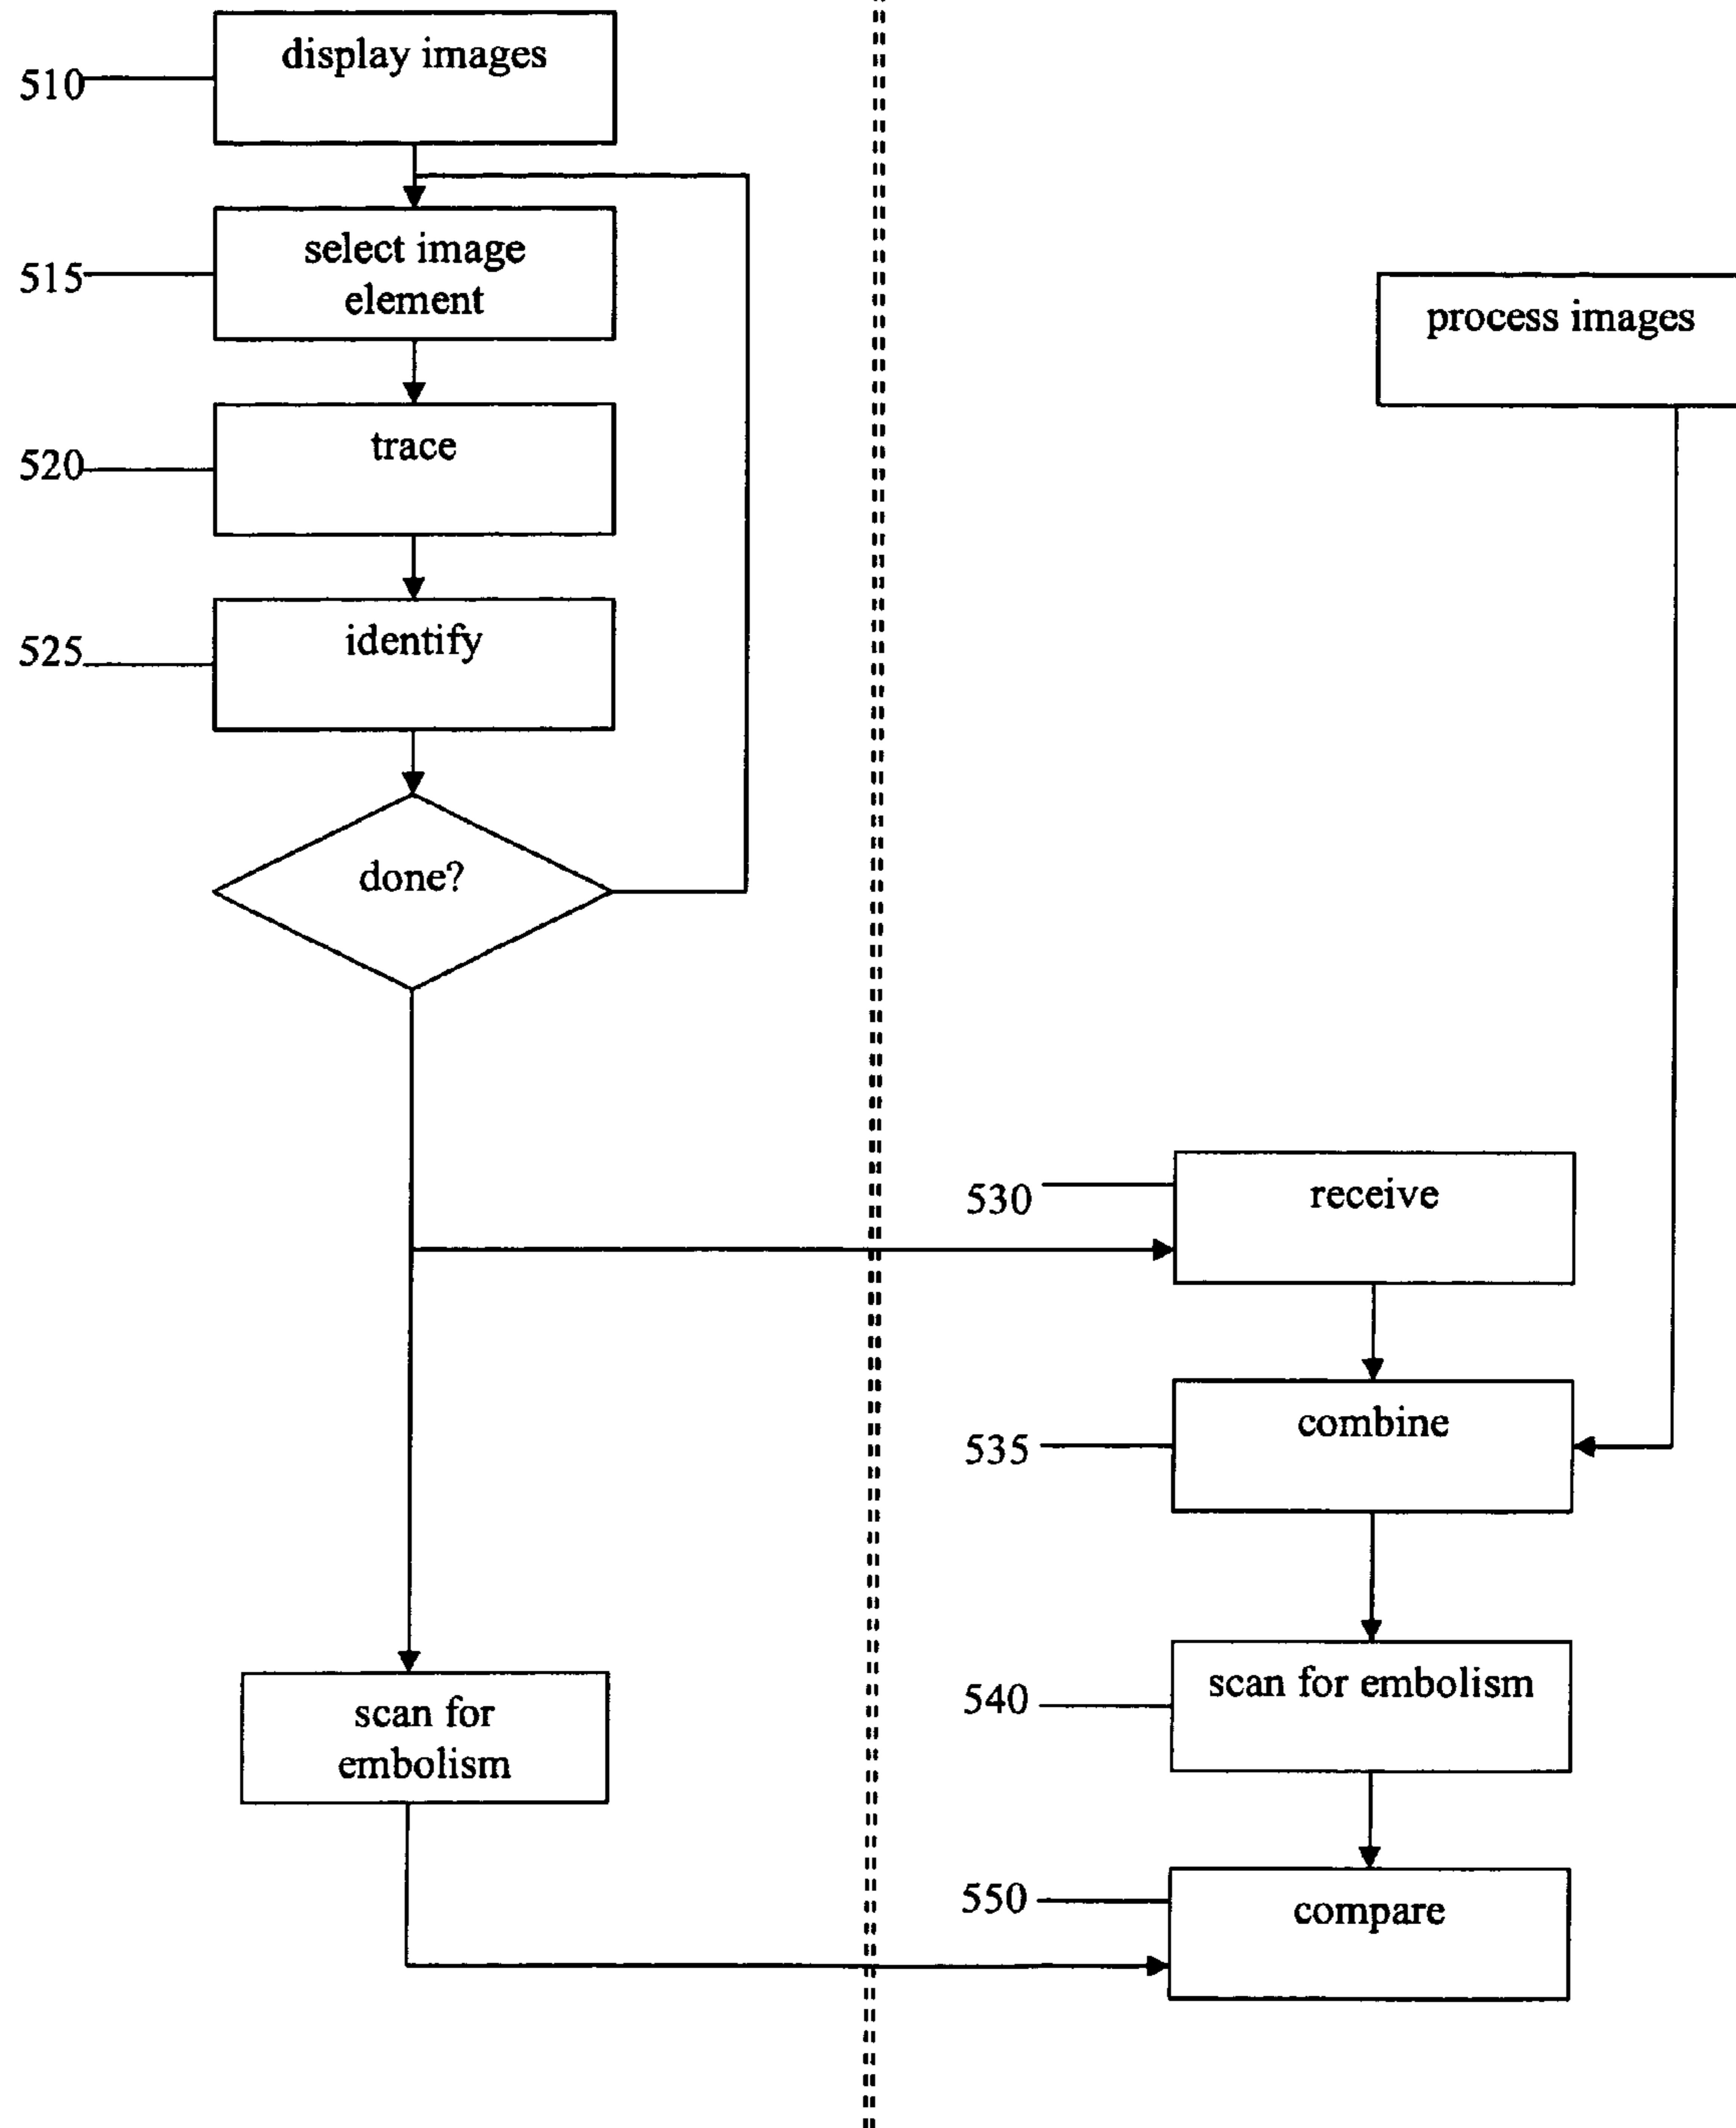 display images
510
select image
element
515
process images
trace
520
identify
525
done?
receive
530
combine
535
scan for embolism
540
scan for
embolism
compare
550